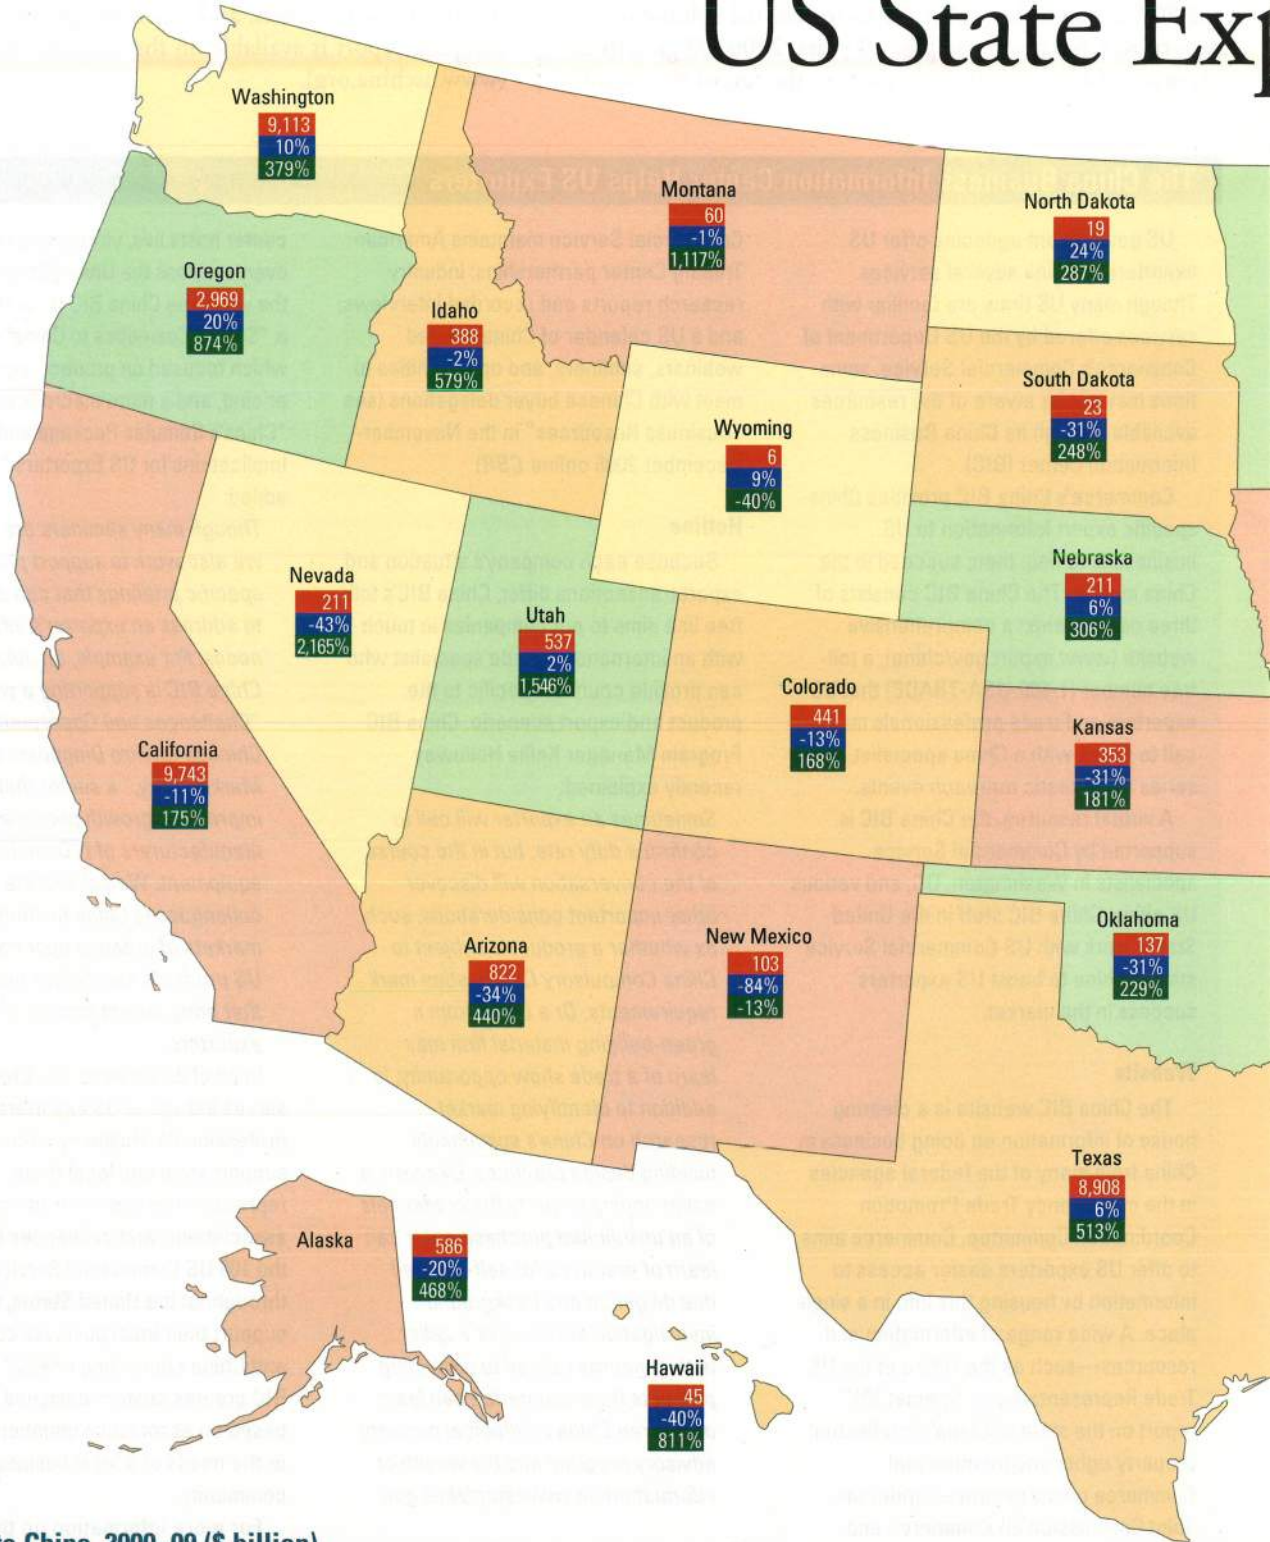 US State Exp
Washington
9,113
10%
379%
Montana
60
-1%
1,117%
North Dakota
19
24%
287%
Oregon
2,969
20%
874%
Idaho
388
-2%
579%
South Dakota
23
-31%
248%
Wyoming
6
9%
-40%
Nebraska
211
6%
306%
Nevada
211
-43%
2,165%
Utah
537
2%
1,546%
Colorado
441
-13%
168%
Kansas
353
-31%
181%
California
9,743
-11%
175%
Arizona
822
-34%
440%
New Mexico
103
-84%
-13%
Oklahoma
137
-31%
229%
Texas
8,908
6%
513%
Alaska
586
-20%
468%
Hawaii
45
-40%
811%
to China, 2000–09 ($ billion)